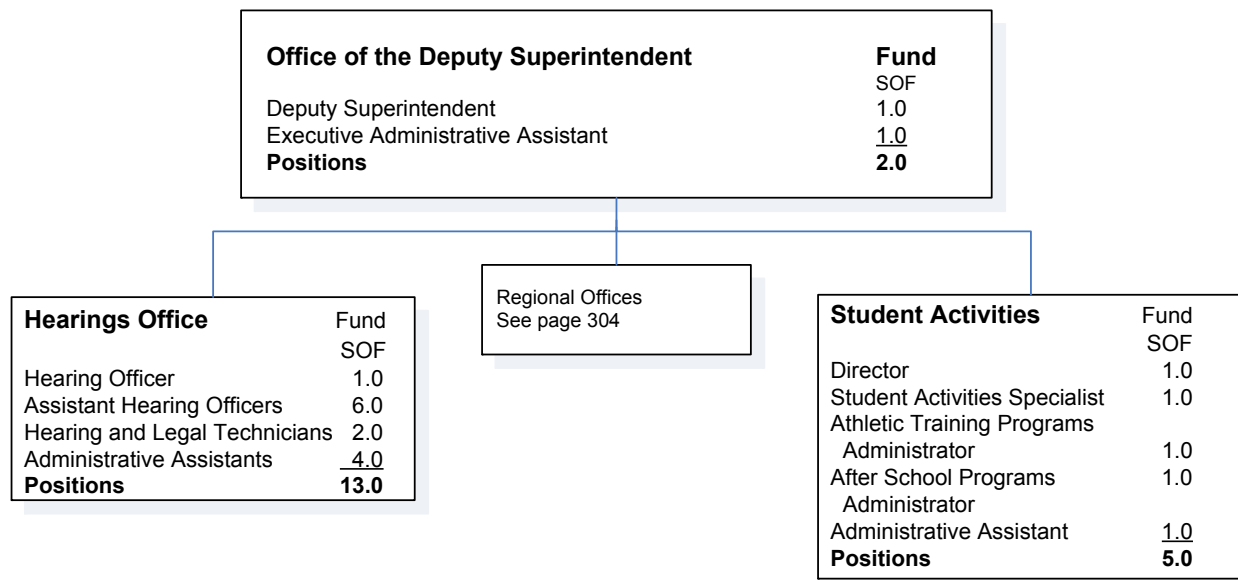 Office of the Deputy Superintendent Fund
SOF
Deputy Superintendent 1.0
Executive Administrative Assistant 1.0
Positions 2.0
Hearings Office Fund
SOF
Hearing Officer 1.0
Assistant Hearing Officers 6.0
Hearing and Legal Technicians 2.0
Administrative Assistants 4.0
Positions 13.0
Regional Offices
See page 304
Student Activities Fund
SOF
Director 1.0
Student Activities Specialist 1.0
Athletic Training Programs
Administrator 1.0
After School Programs 1.0
Administrator
Administrative Assistant 1.0
Positions 5.0